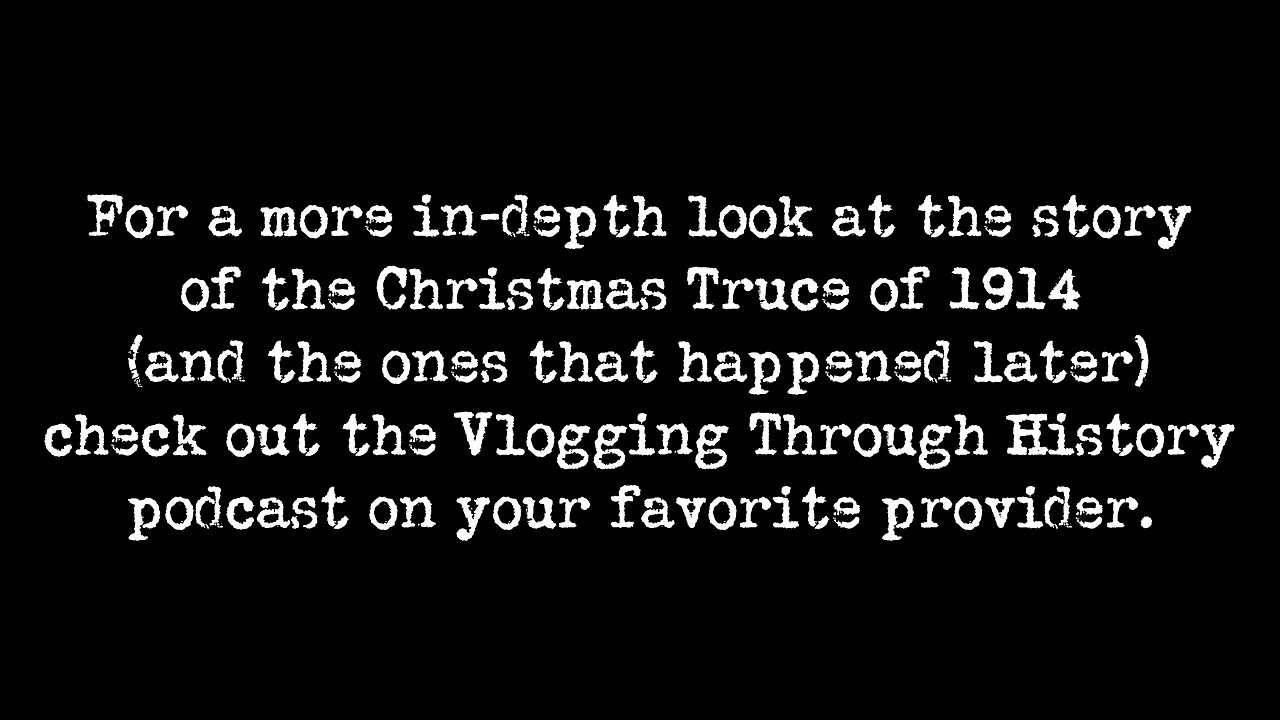 For a more in-depth look at the story
of the Christmas Truce of 1914
(and the ones that happened later)
check out the Vlogging Through History
podcast on your favorite provider.